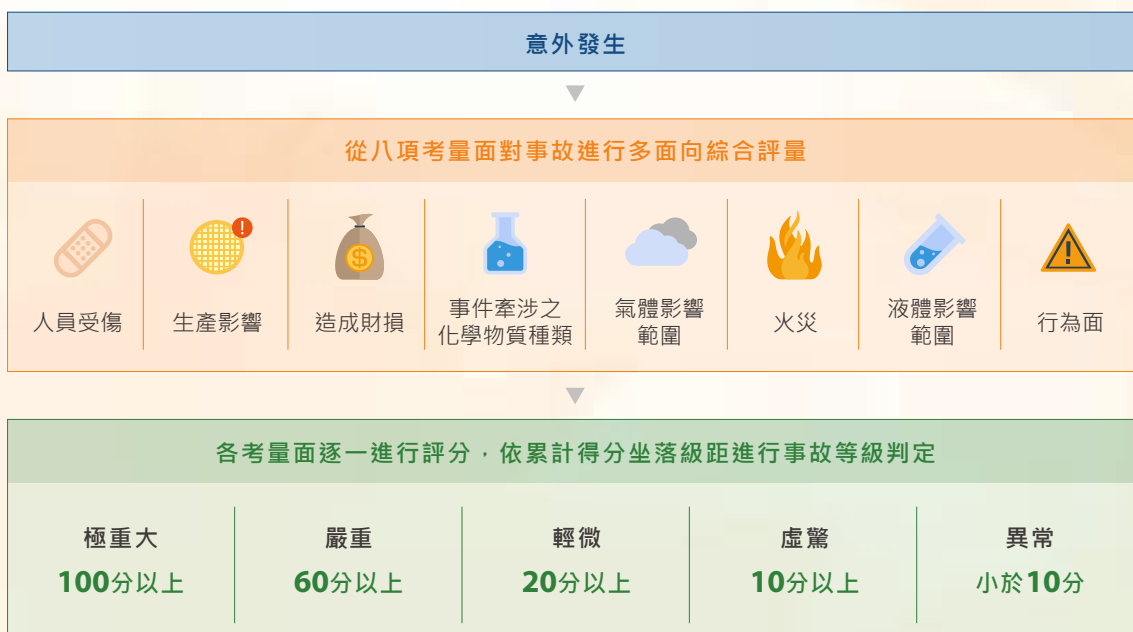 意外發生
從八項考量面對事故進行多面向綜合評量
人員受傷
生產影響
造成財損
事件牽涉之
化學物質種類
氣體影響
範圍
火災
液體影響
範圍
行為面
各考量面逐一進行評分，依累計得分坐落級距進行事故等級判定
極重大
100分以上
嚴重
60分以上
輕微
20分以上
虛驚
10分以上
異常
小於10分